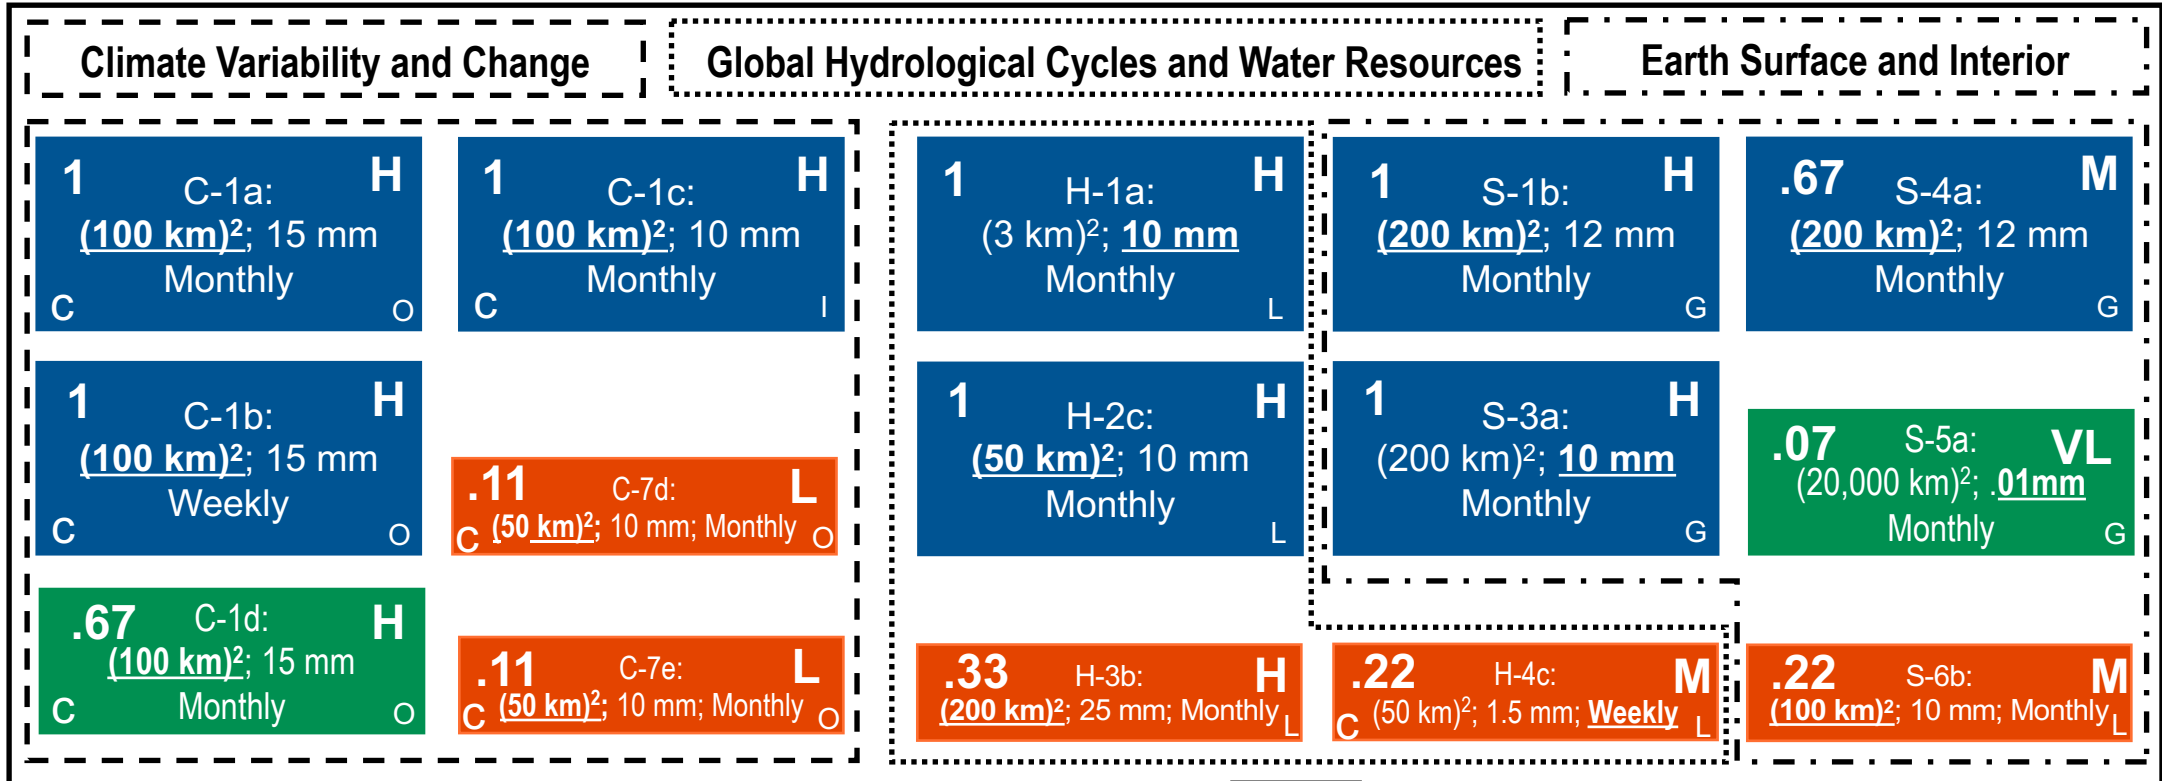 Climate Variability and Change
Global Hydrological Cycles and Water Resources
Earth Surface and Interior
1 H
C-1a:
(100 km)²; 15 mm
Monthly
C O
1 H
C-1c:
(100 km)²; 10 mm
Monthly
C I
1 H
H-1a:
(3 km)²; 10 mm
Monthly
L
1 H
S-1b:
(200 km)²; 12 mm
Monthly
G
.67 M
S-4a:
(200 km)²; 12 mm
Monthly
G
1 H
C-1b:
(100 km)²; 15 mm
Weekly
C O
.11 C-7d: L
C (50 km)²; 10 mm; Monthly O
1 H
H-2c:
(50 km)²; 10 mm
Monthly
L
1 H
S-3a:
(200 km)²; 10 mm
Monthly
G
.07 S-5a: VL
(20,000 km)²; .01mm
Monthly
G
.67 C-1d: H
(100 km)²; 15 mm
Monthly
C O
.11 C-7e: L
C (50 km)²; 10 mm; Monthly O
.33 H-3b: H
(200 km)²; 25 mm; Monthly L
.22 H-4c: M
C (50 km)²; 1.5 mm; Weekly L
.22 S-6b: M
(100 km)²; 10 mm; Monthly L